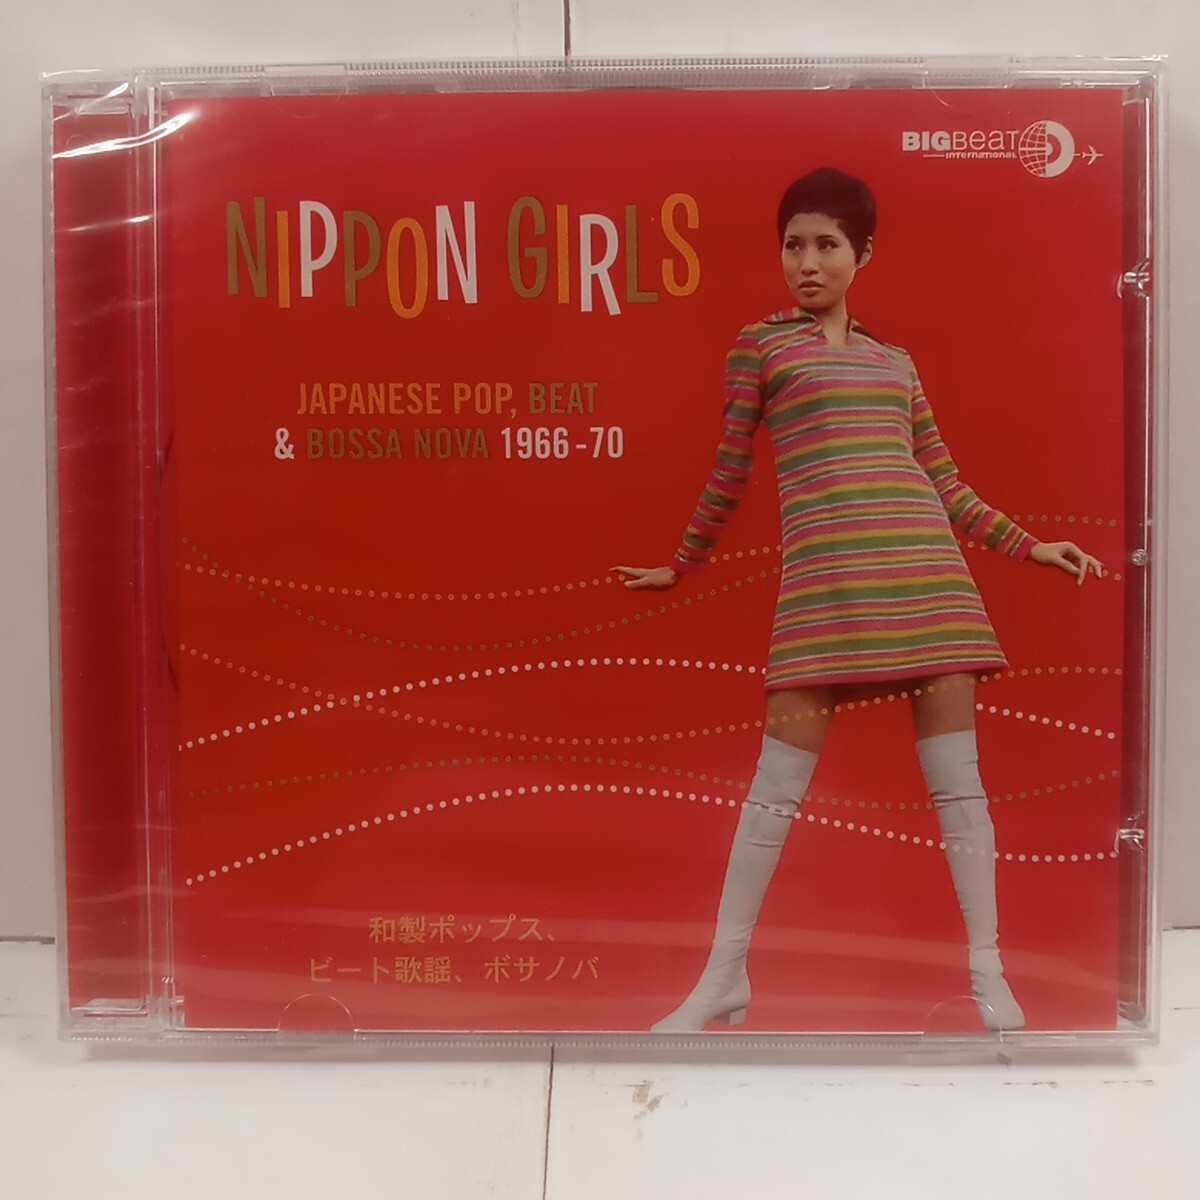 BIGBeaT
INTERNATIONAL
NIPPON GIRLS
JAPANESE POP, BEAT
& BOSSA NOVA 1966-70
和製ポップス、
ビート歌謡、ボサノバ